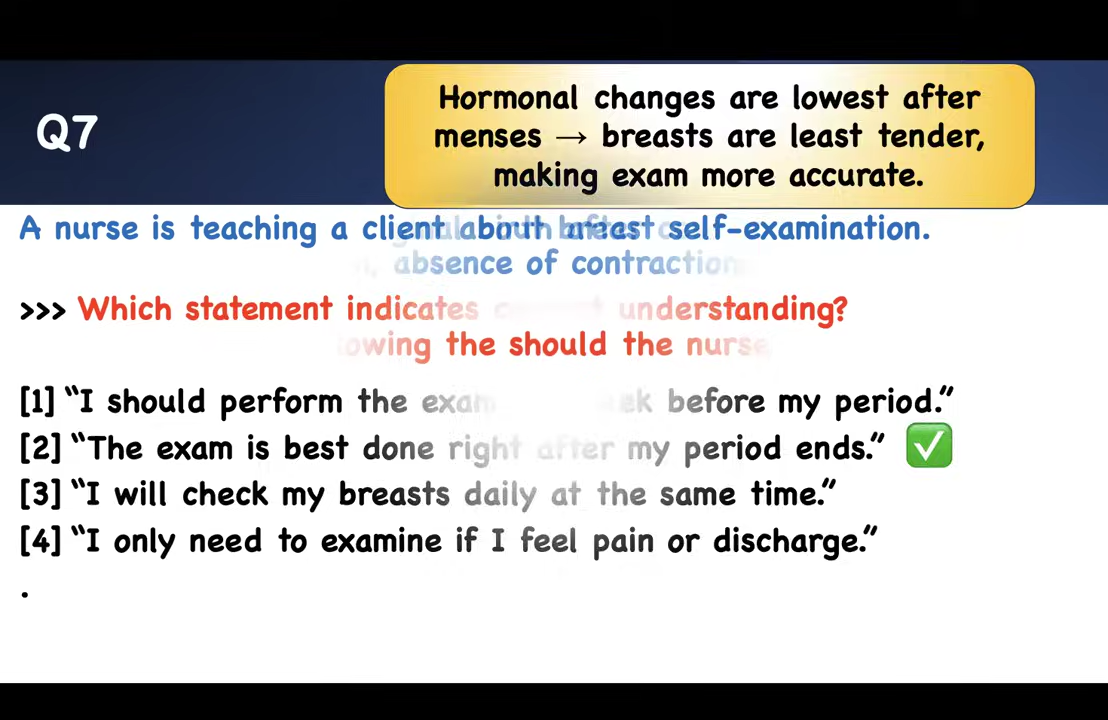 Q7
Hormonal changes are lowest after
menses → breasts are least tender,
making exam more accurate.
A nurse is teaching a client about breast self-examination.
absence of contraction
>>> Which statement indicates understanding?
the should the nurse
[1] “I should perform the exam before my period.”
[2] “The exam is best done right after my period ends.” ✅
[3] “I will check my breasts daily at the same time.”
[4] “I only need to examine if I feel pain or discharge.”
.